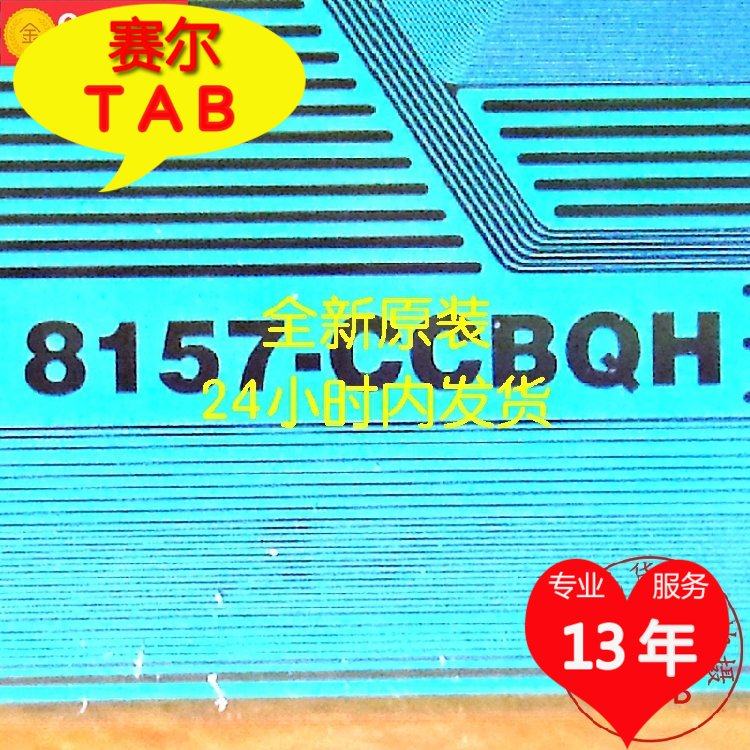 金
赛尔
TAB
全新原装
8157-CCBQH
24小时内发货
专业 服务
13年